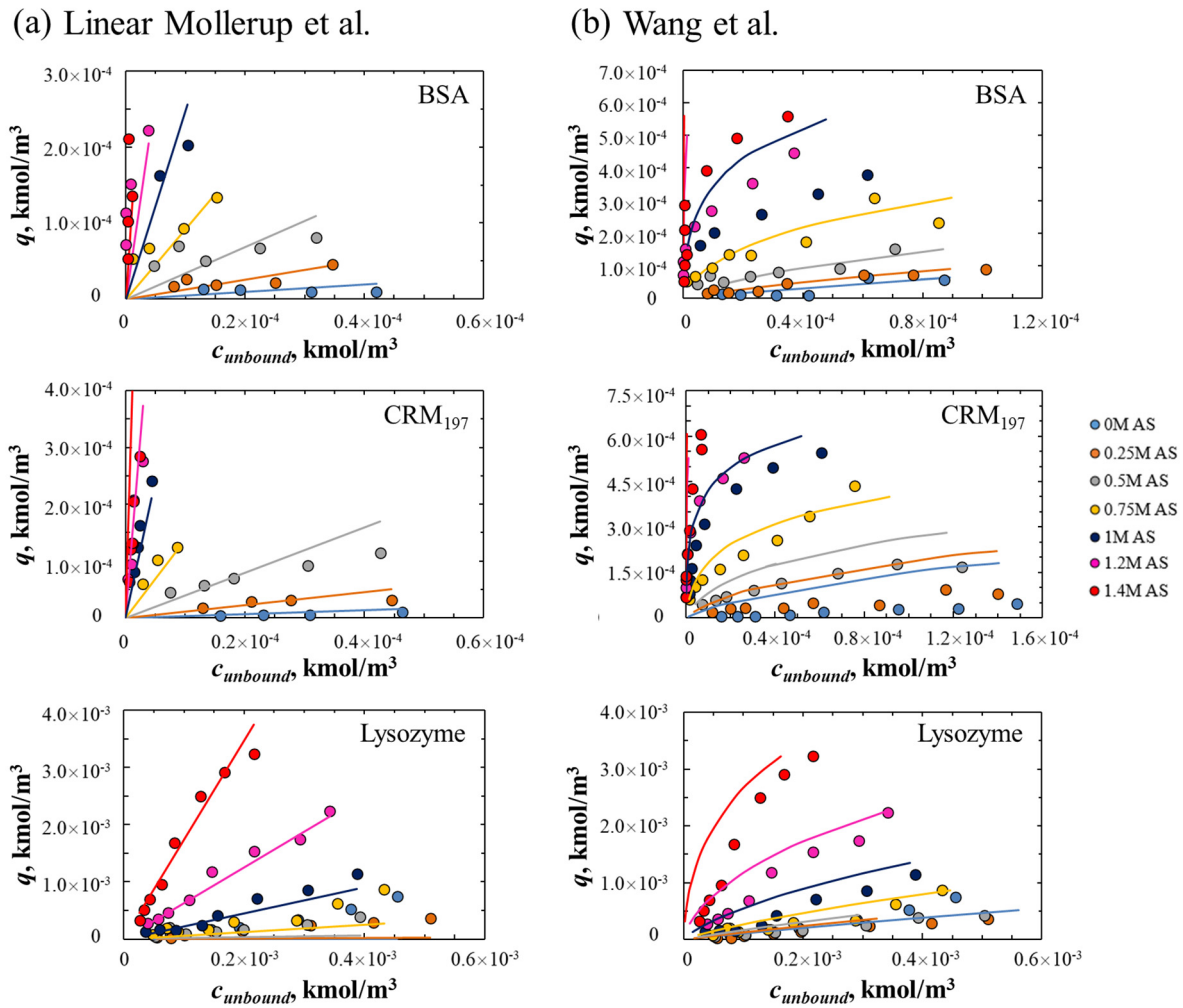 (a) Linear Mollerup et al.
(b) Wang et al.
BSA
3.0×10⁻⁴
2.0×10⁻⁴
1.0×10⁻⁴
0
q, kmol/m³
0 0.2×10⁻⁴ 0.4×10⁻⁴ 0.6×10⁻⁴
c_unbound, kmol/m³
BSA
7.0×10⁻⁴
6.0×10⁻⁴
5.0×10⁻⁴
4.0×10⁻⁴
3.0×10⁻⁴
2.0×10⁻⁴
1.0×10⁻⁴
0
q, kmol/m³
0 0.4×10⁻⁴ 0.8×10⁻⁴ 1.2×10⁻⁴
c_unbound, kmol/m³
CRM₁₉₇
4.0×10⁻⁴
3.0×10⁻⁴
2.0×10⁻⁴
1.0×10⁻⁴
0
q, kmol/m³
0 0.2×10⁻⁴ 0.4×10⁻⁴ 0.6×10⁻⁴
c_unbound, kmol/m³
CRM₁₉₇
7.5×10⁻⁴
6.0×10⁻⁴
4.5×10⁻⁴
3.0×10⁻⁴
1.5×10⁻⁴
0
q, kmol/m³
0 0.4×10⁻⁴ 0.8×10⁻⁴ 1.2×10⁻⁴ 1.6×10⁻⁴
c_unbound, kmol/m³
0M AS
0.25M AS
0.5M AS
0.75M AS
1M AS
1.2M AS
1.4M AS
Lysozyme
4.0×10⁻³
3.0×10⁻³
2.0×10⁻³
1.0×10⁻³
0
q, kmol/m³
0 0.2×10⁻³ 0.4×10⁻³ 0.6×10⁻³
c_unbound, kmol/m³
Lysozyme
4.0×10⁻³
3.0×10⁻³
2.0×10⁻³
1.0×10⁻³
0
q, kmol/m³
0 0.2×10⁻³ 0.4×10⁻³ 0.6×10⁻³
c_unbound, kmol/m³